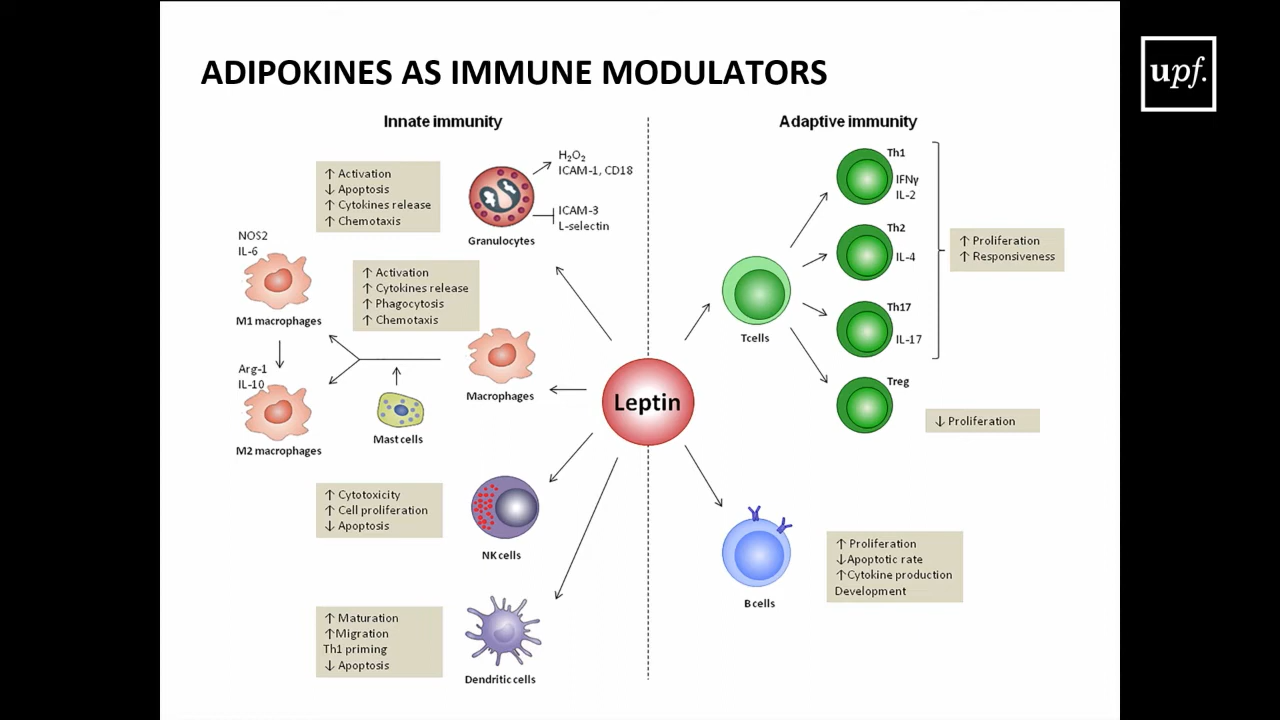 ADIPOKINES AS IMMUNE MODULATORS
upf.
Innate immunity
↑ Activation
↓ Apoptosis
↑ Cytokines release
↑ Chemotaxis
H₂O₂
ICAM-1, CD18
ICAM-3
L-selectin
Granulocytes
NOS2
IL-6
M1 macrophages
↑ Activation
↑ Cytokines release
↑ Phagocytosis
↑ Chemotaxis
Macrophages
Arg-1
IL-10
M2 macrophages
Mast cells
↑ Cytotoxicity
↑ Cell proliferation
↓ Apoptosis
NK cells
↑ Maturation
↑Migration
Th1 priming
↓ Apoptosis
Dendritic cells
Leptin
Adaptive immunity
Tcells
Th1
IFNγ
IL-2
Th2
IL-4
Th17
IL-17
↑ Proliferation
↑ Responsiveness
Treg
↓ Proliferation
Bcells
↑ Proliferation
↓Apoptotic rate
↑Cytokine production
Development